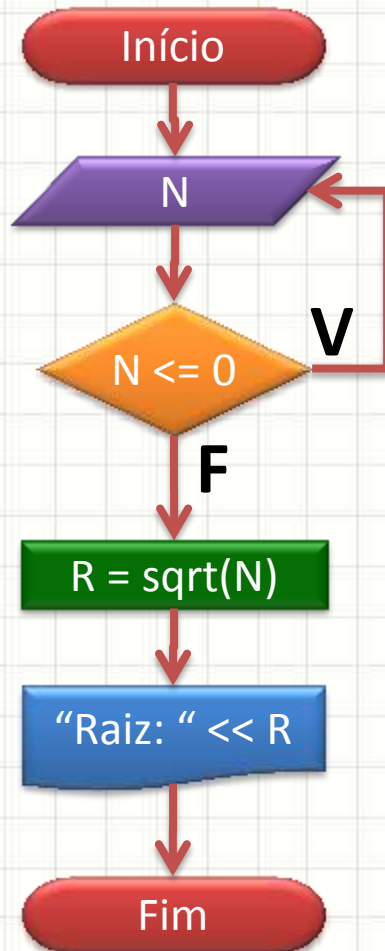 Início
N
N <= 0
V
F
R = sqrt(N)
“Raiz: “ << R
Fim